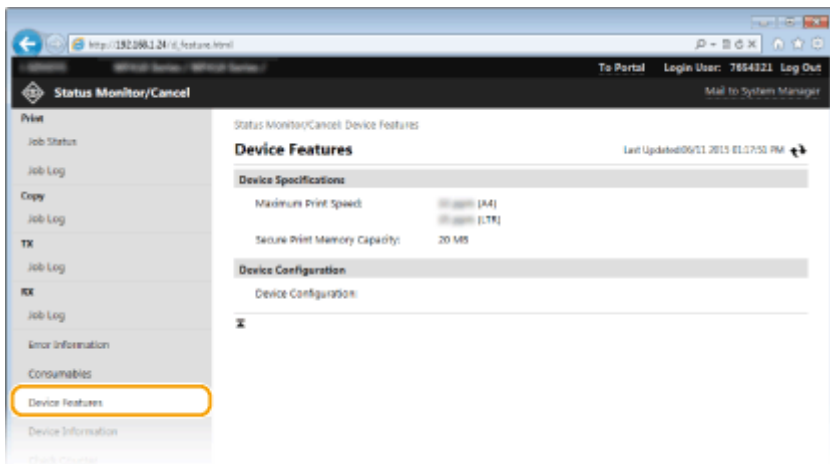 http://192.168.1.24/d_feature.html
To Portal Login User: 7654321 Log Out
Status Monitor/Cancel
Mail to System Manager
Print
Job Status
Job Log
Copy
Job Log
TX
Job Log
RX
Job Log
Error Information
Consumables
Device Features
Device Information
Check Counter
Status Monitor/Cancel: Device Features
Device Features
Last Updated:06/11 2015 01:17:51 PM
Device Specifications
Maximum Print Speed: (A4)
(LTR)
Secure Print Memory Capacity: 20 MB
Device Configuration
Device Configuration: